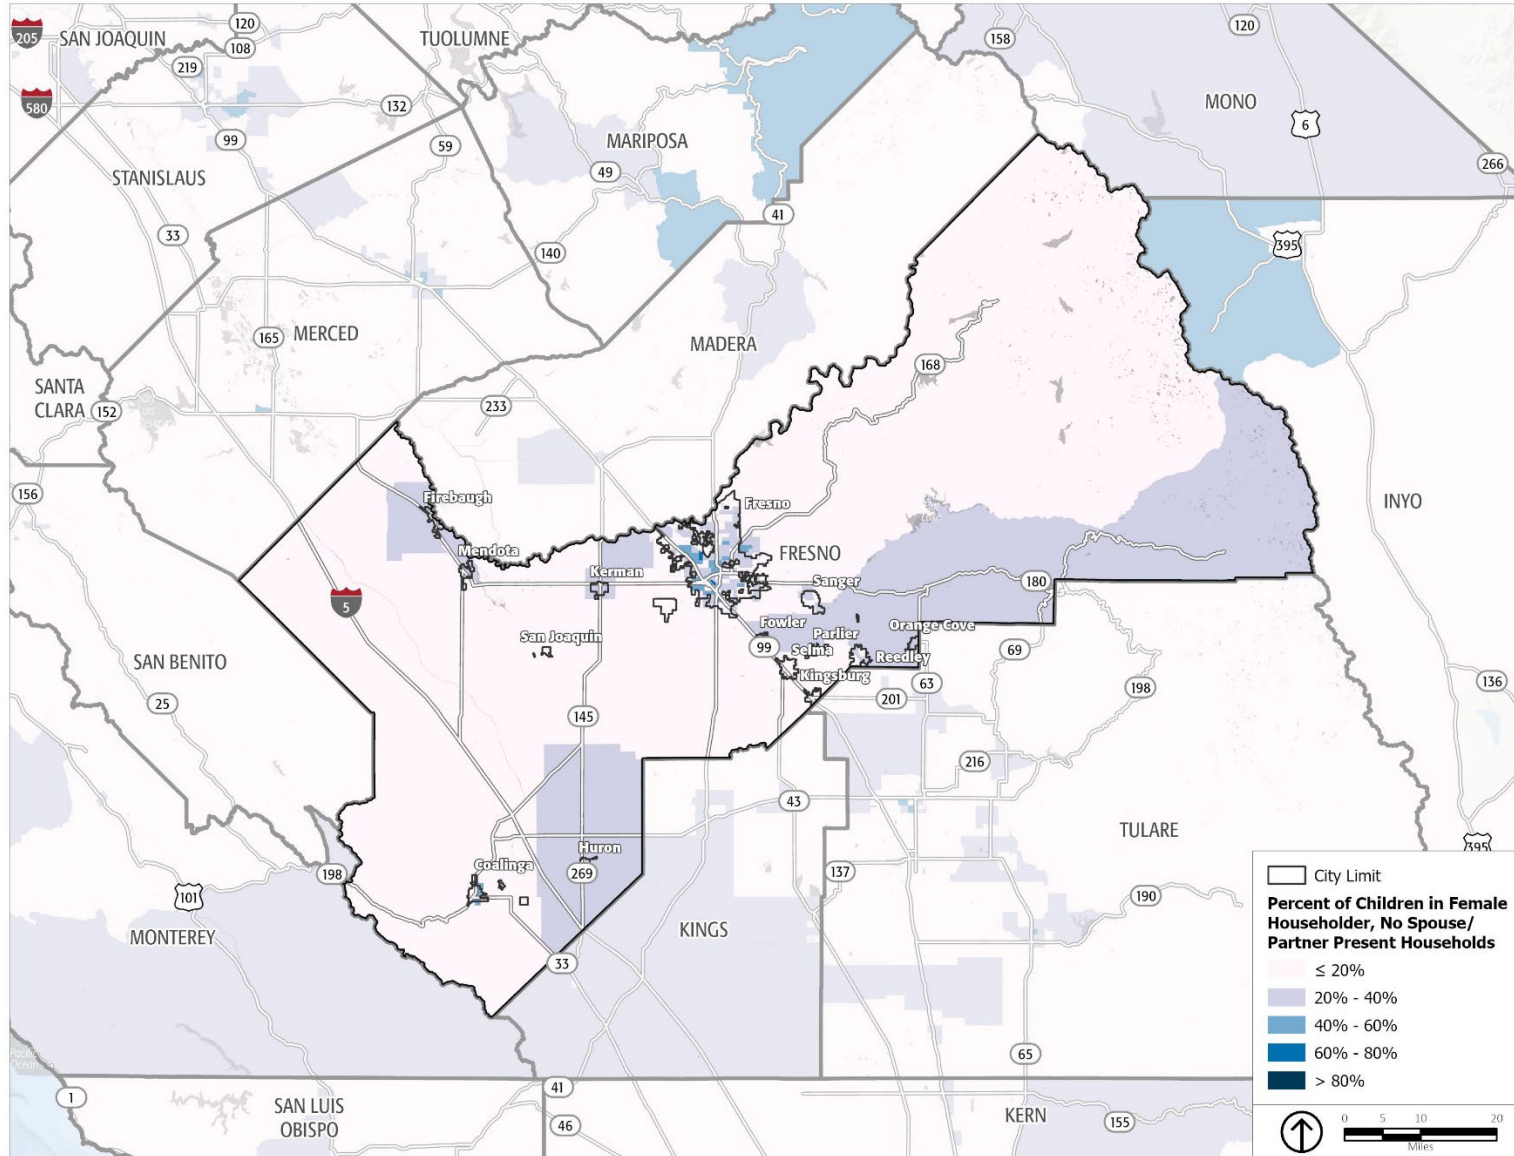 205
SAN JOAQUIN
120
108
219
TUOLUMNE
158
120
580
132
MONO
6
99
59
MARIPOSA
266
STANISLAUS
49
33
41
140
395
165
MERCED
MADERA
168
SANTA
CLARA
152
233
156
Firebaugh
Fresno
INYO
Mendota
FRESNO
Kerman
Sanger
180
5
Fowler
Parlier
Orange Cove
San Joaquin
99
Selma
Reedley
69
SAN BENITO
Kingsburg
63
198
136
25
201
145
216
43
TULARE
395
Huron
Coalinga
198
269
137
101
190
MONTEREY
KINGS
33
65
Pacific
Ocean
41
1
SAN LUIS
OBISPO
46
KERN
155
City Limit
Percent of Children in Female
Householder, No Spouse/
Partner Present Households
≤ 20%
20% - 40%
40% - 60%
60% - 80%
> 80%
0 5 10 20
Miles